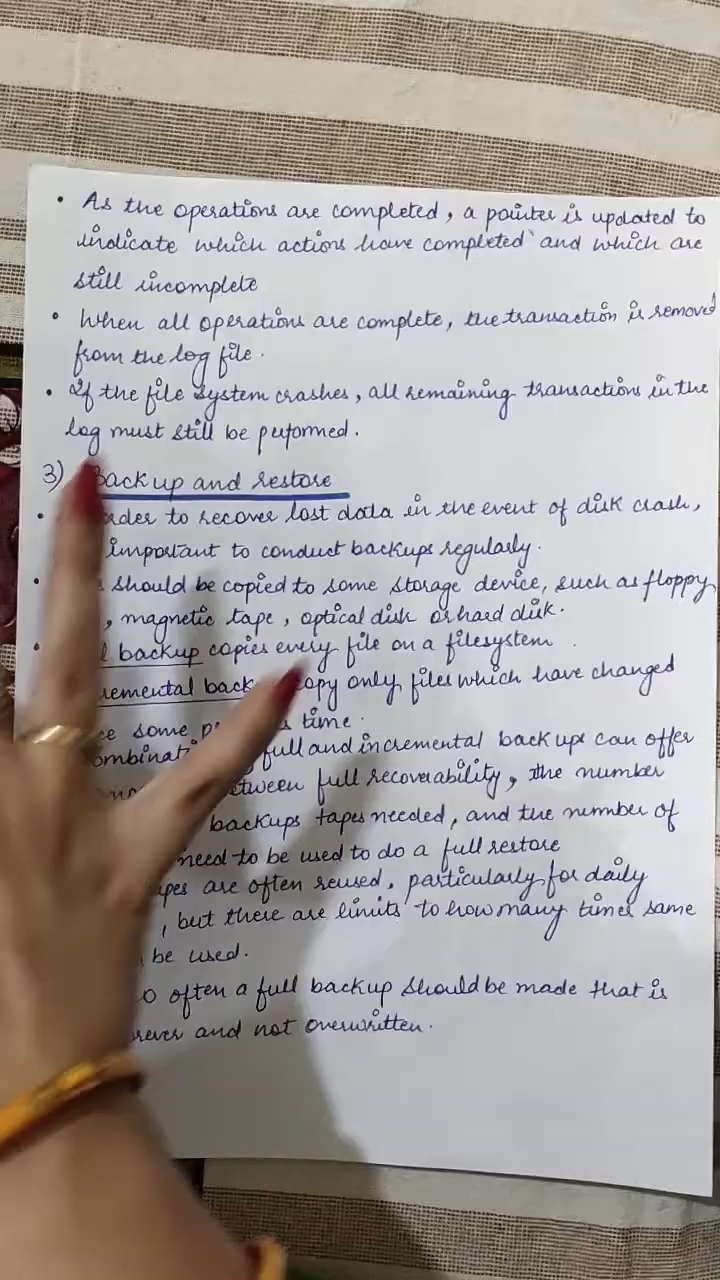 • As the operations are completed, a pointer is updated to
indicate which actions have completed and which are
still incomplete
• When all operations are complete, the transaction is removed
from the log file.
• If the file system crashes, all remaining transactions in the
log must still be performed.
3) Backup and restore
• to recover lost data in the event of disk crash,
important to conduct backups regularly.
• should be copied to some storage device, such as floppy
, magnetic tape, optical disk or hard disk.
• backup copies every file on a filesystem
copy only files which have changed
some time.
full and incremental backups can offer
full recoverability, the number
backups tapes needed, and the number of
need to be used to do a full restore
are often reused, particularly for daily
, but there are limits to how many times same
be used.
often a full backup should be made that is
and not overwritten.